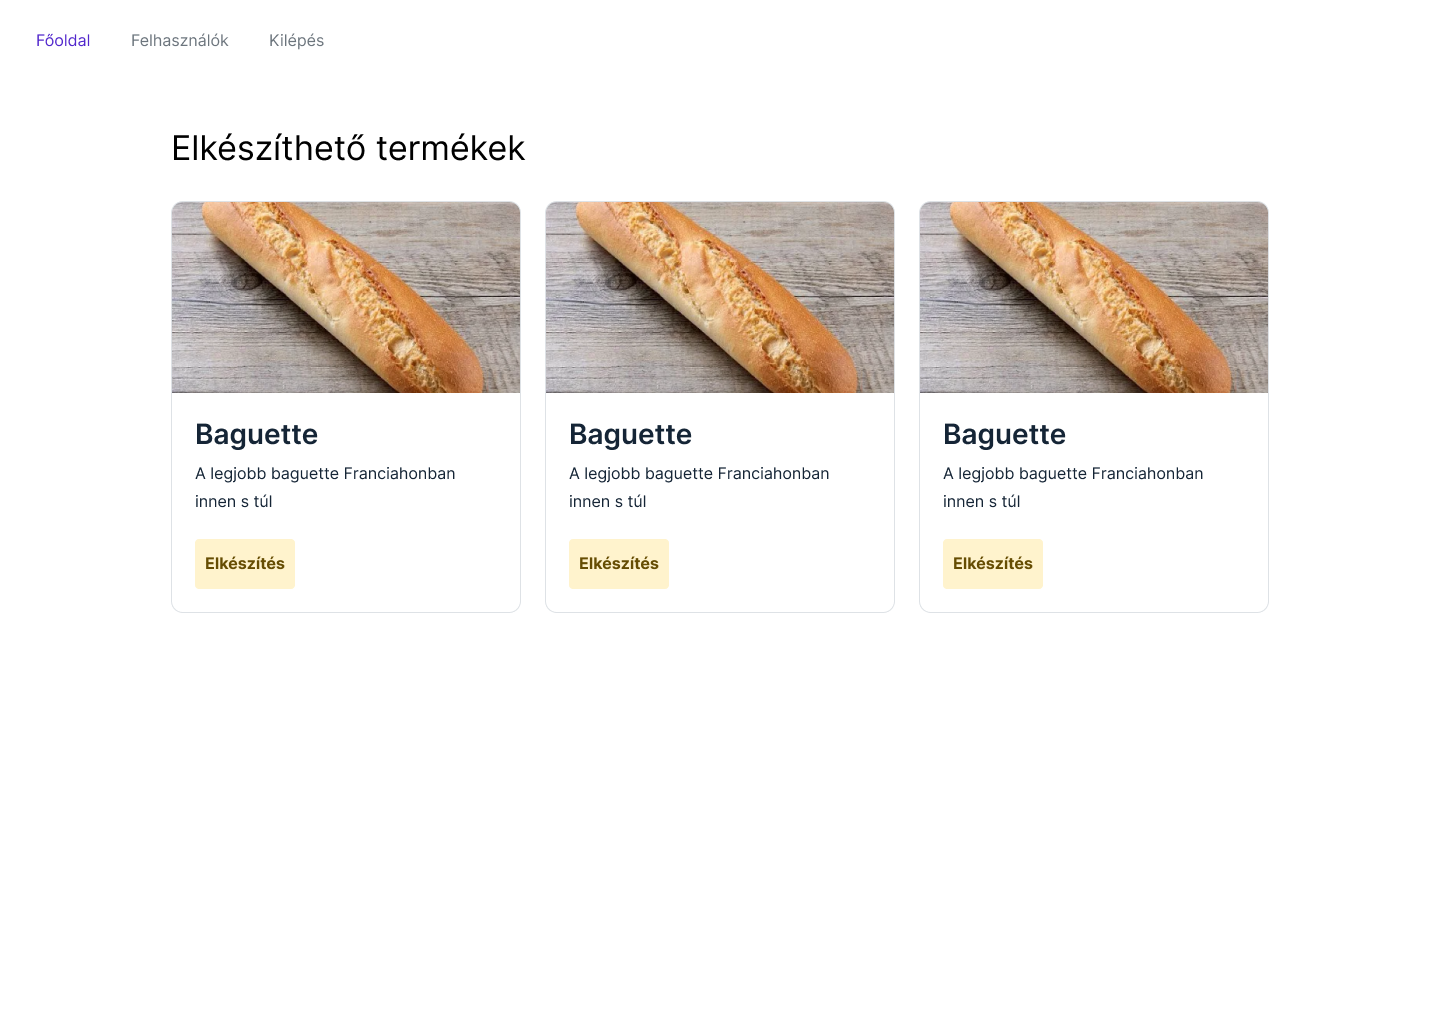 Főoldal Felhasználók Kilépés
Elkészíthető termékek
Baguette
A legjobb baguette Franciahonban
innen s túl
Elkészítés
Baguette
A legjobb baguette Franciahonban
innen s túl
Elkészítés
Baguette
A legjobb baguette Franciahonban
innen s túl
Elkészítés